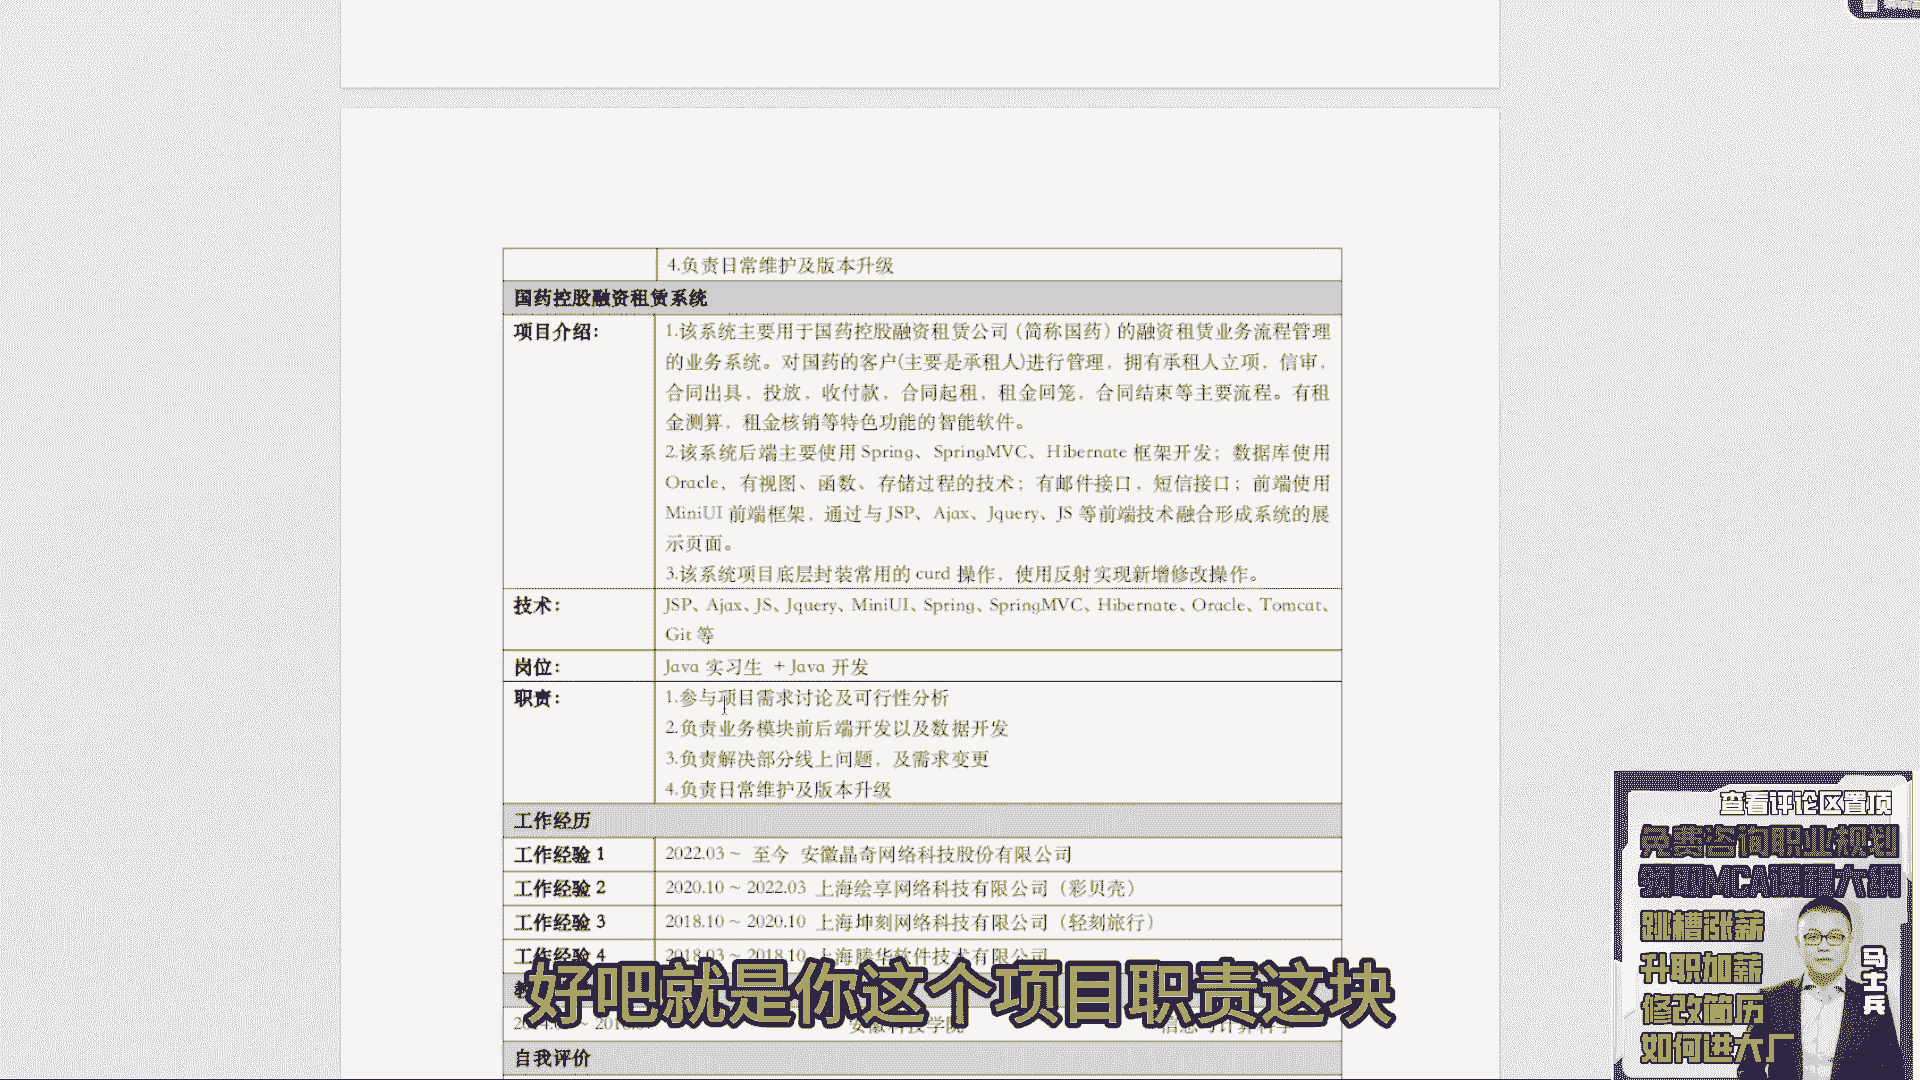 4.负责日常维护及版本升级
国药控股融资租赁系统
项目介绍：
1.该系统主要用于国药控股融资租赁公司（简称国药）的融资租赁业务流程管理
的业务系统。对国药的客户(主要是承租人)进行管理，拥有承租人立项，信审，
合同出具，投放，收付款，合同起租，租金回笼，合同结束等主要流程。有租
金测算，租金核销等特色功能的智能软件。
2.该系统后端主要使用 Spring、SpringMVC、Hibernate 框架开发；数据库使用
Oracle，有视图、函数、存储过程的技术；有邮件接口，短信接口；前端使用
MiniUI 前端框架，通过与 JSP、Ajax、Jquery、JS 等前端技术融合形成系统的展
示页面。
3.该系统项目底层封装常用的 curd 操作，使用反射实现新增修改操作。
技术：
JSP、Ajax、JS、Jquery、MiniUI、Spring、SpringMVC、Hibernate、Oracle、Tomcat、
Git 等
岗位：
Java 实习生 + Java 开发
职责：
1.参与项目需求讨论及可行性分析
2.负责业务模块前后端开发以及数据开发
3.负责解决部分线上问题，及需求变更
4.负责日常维护及版本升级
工作经历
工作经验 1 2022.03 ~ 至今 安徽晶奇网络科技股份有限公司
工作经验 2 2020.10 ~ 2022.03 上海绘享网络科技有限公司（彩贝壳）
工作经验 3 2018.10 ~ 2020.10 上海坤刻网络科技有限公司（轻刻旅行）
工作经验 4 2018.03 ~ 2018.10 上海腾华软件技术有限公司
安徽科技学院 信息与计算科学
自我评价
好吧就是你这个项目职责这块
查看评论区置顶
免费咨询职业规划
领取MCA课程大纲
跳槽涨薪
升职加薪
修改简历
如何进大厂
马士兵